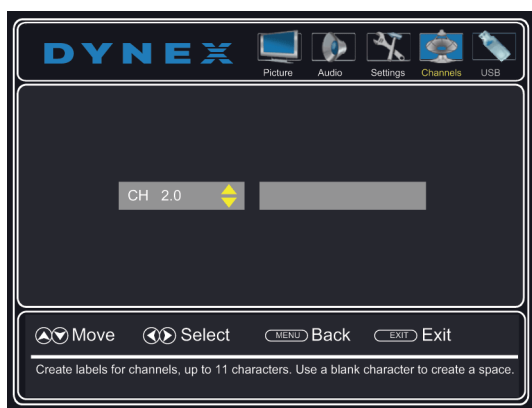 DYNEX
Picture Audio Settings Channels USB
CH 2.0
Move Select MENU Back EXIT Exit
Create labels for channels, up to 11 characters. Use a blank character to create a space.